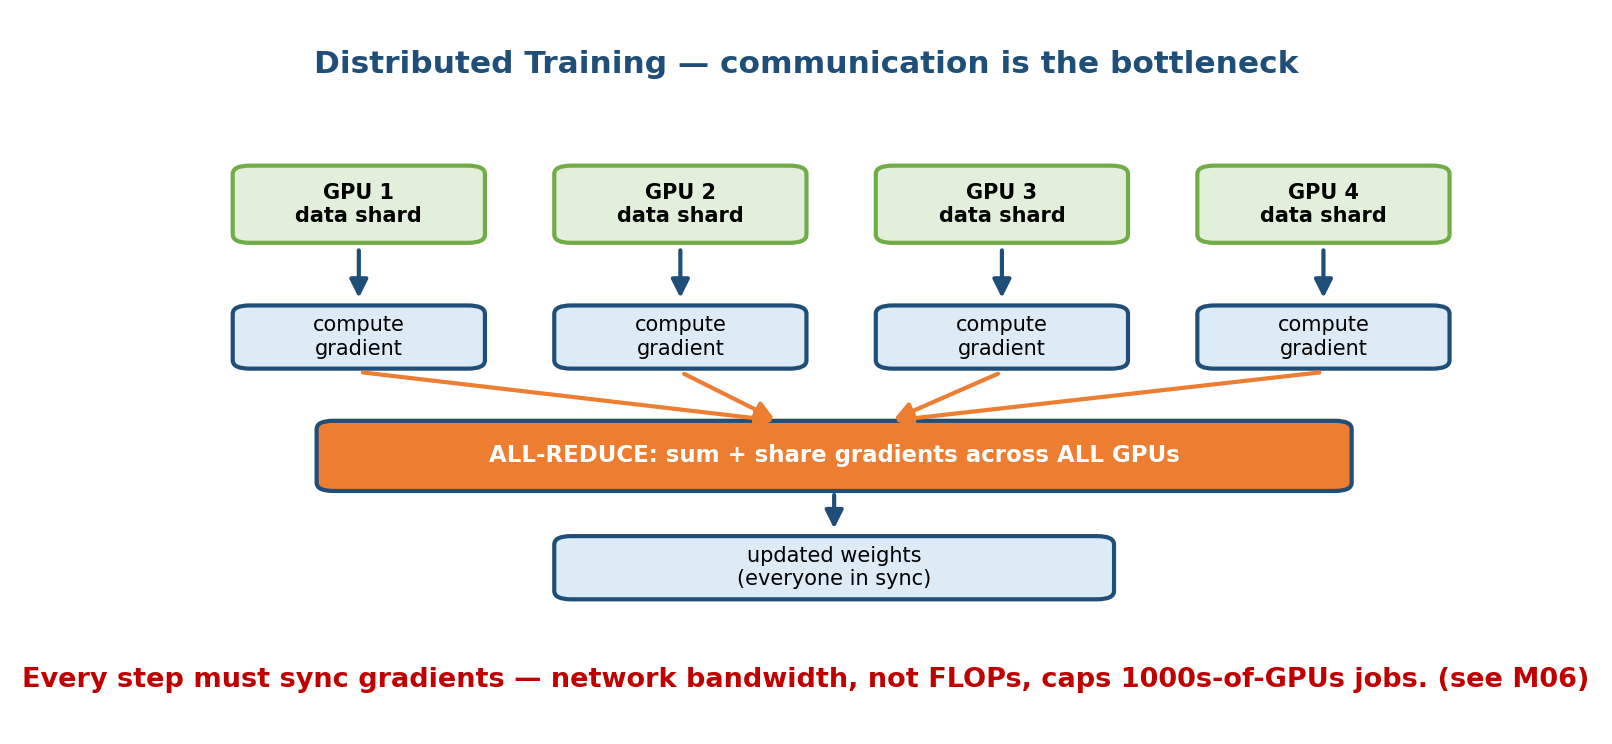 Distributed Training — communication is the bottleneck
GPU 1
data shard
GPU 2
data shard
GPU 3
data shard
GPU 4
data shard
compute
gradient
compute
gradient
compute
gradient
compute
gradient
ALL-REDUCE: sum + share gradients across ALL GPUs
updated weights
(everyone in sync)
Every step must sync gradients — network bandwidth, not FLOPs, caps 1000s-of-GPUs jobs. (see M06)